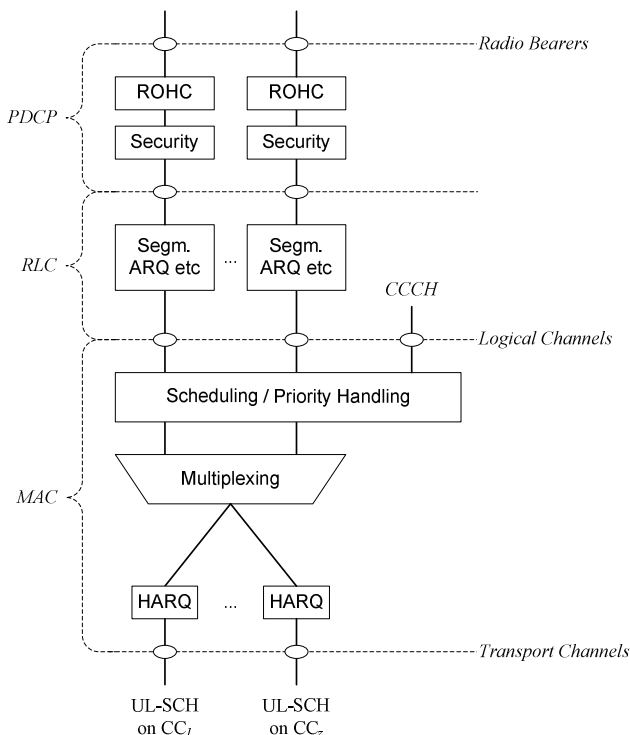 Radio Bearers
ROHC
ROHC
PDCP
Security
Security
Segm.
ARQ etc
...
Segm.
ARQ etc
RLC
CCCH
Logical Channels
Scheduling / Priority Handling
Multiplexing
MAC
HARQ
...
HARQ
Transport Channels
UL-SCH
on CC1
UL-SCH
on CCz